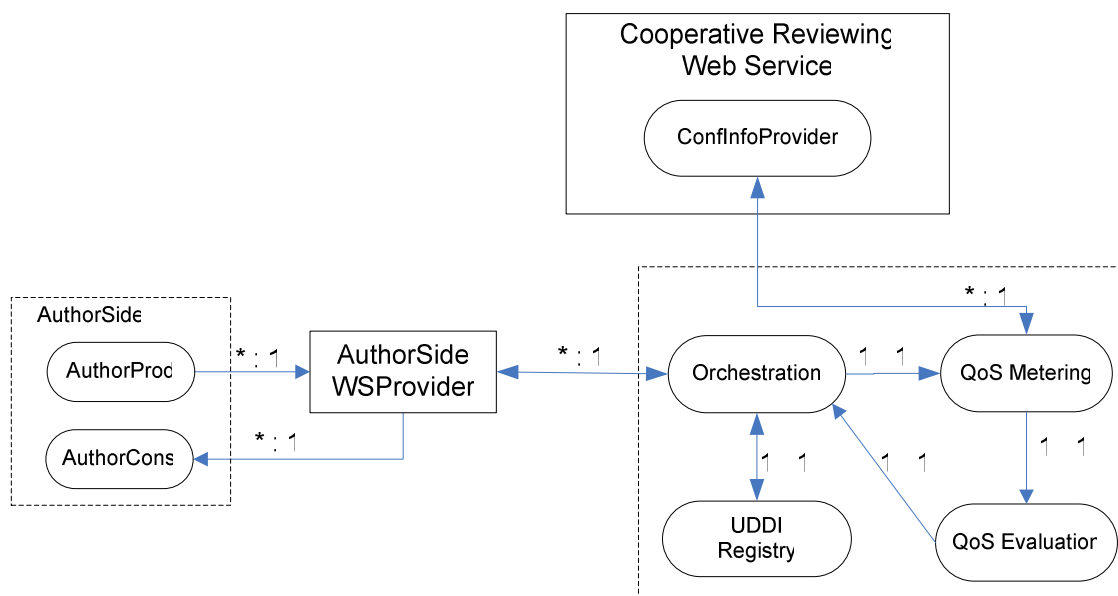 Cooperative Reviewing
Web Service
ConfInfoProvider
* : 1
AuthorSide
AuthorProd
* : 1
AuthorSide
WSProvider
* : 1
Orchestration
1 1
QoS Metering
AuthorCons
* : 1
1 1
1 1
1 1
UDDI
Registry
QoS Evaluation